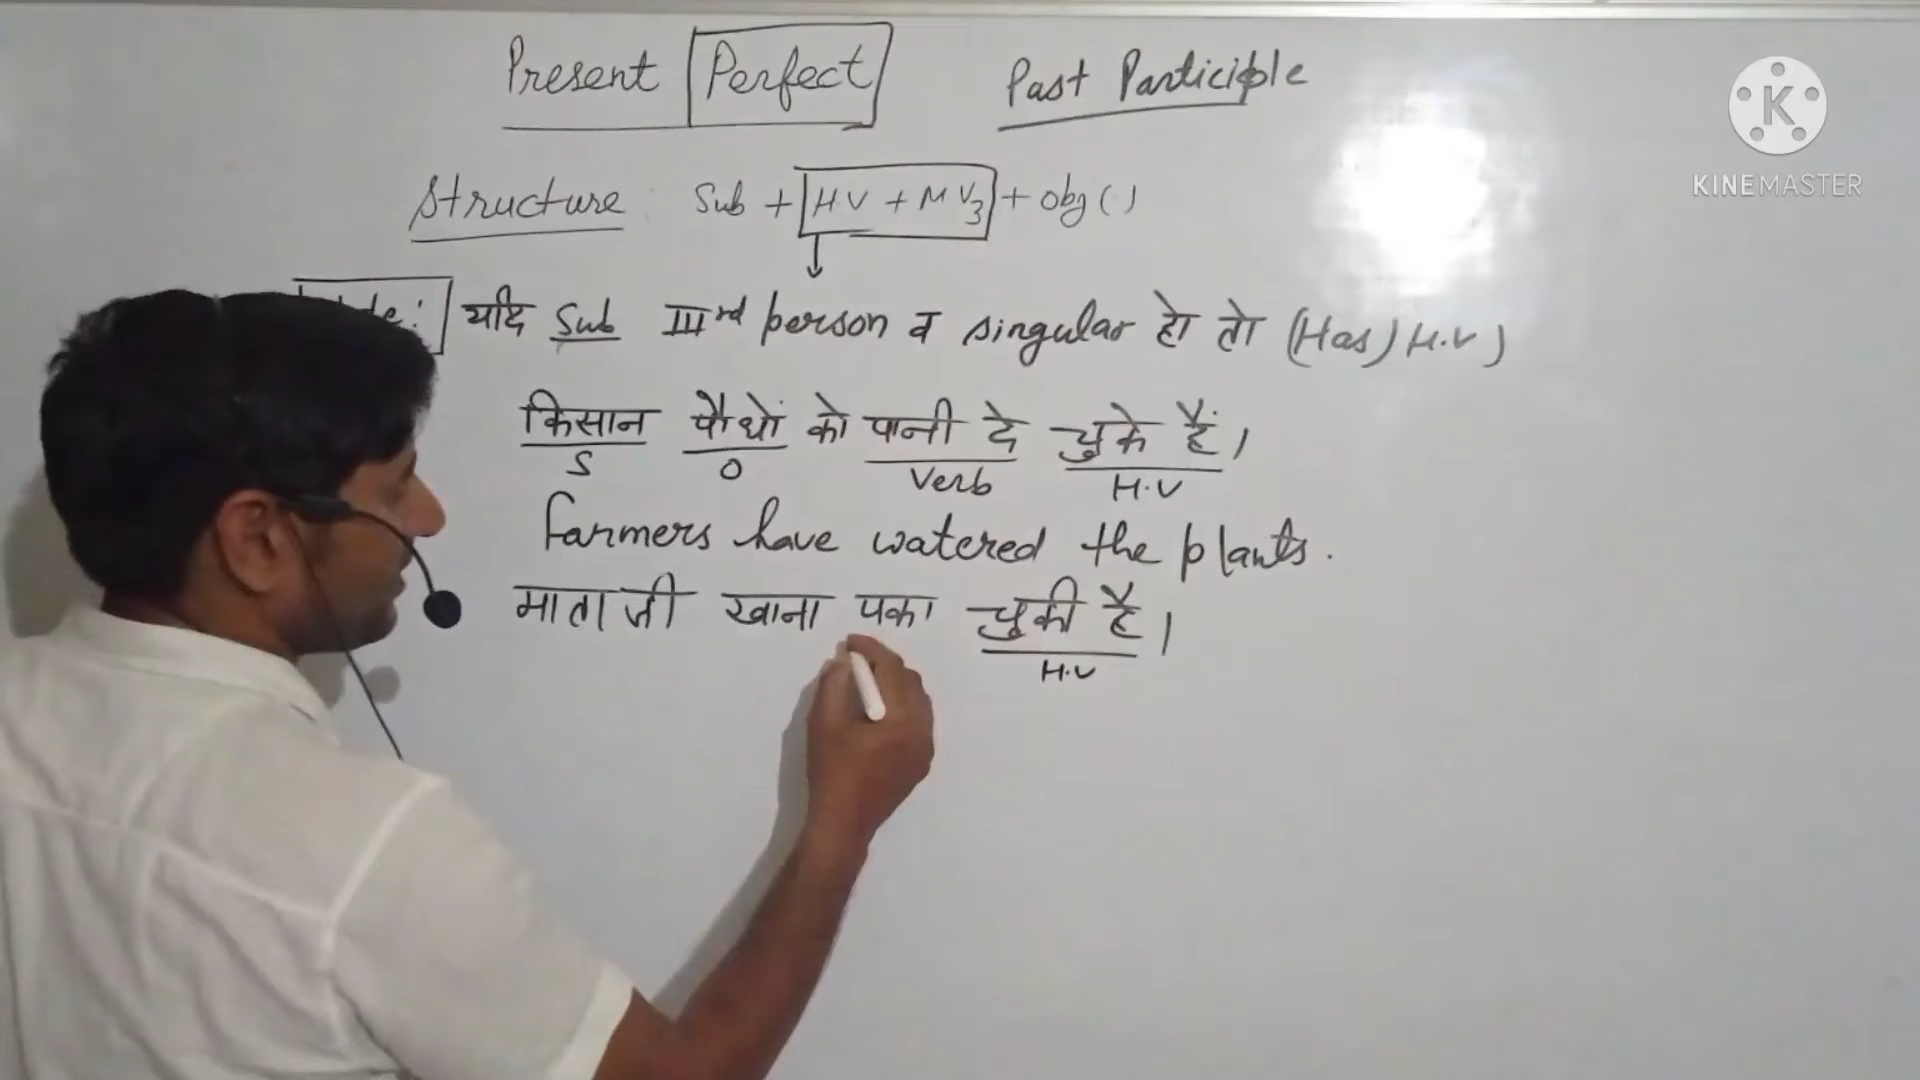 Present Perfect Past Participle
Structure: Sub + HV + MV3 + obj ( )
यदि Sub IIIrd person व singular हो तो (Has) H.V)
किसान पौधों को पानी दे चुके हैं।
S O Verb H.V
Farmers have watered the plants.
माताजी खाना पका चुकी है।
H.V
K
KINEMASTER